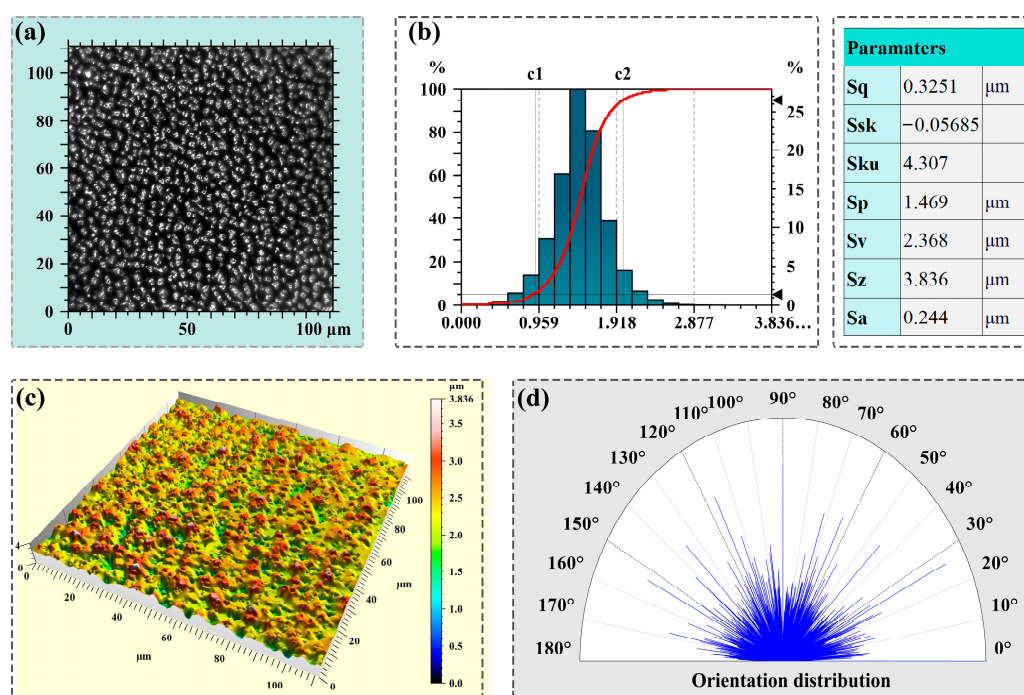 (a)
100
80
60
40
20
0
0 50 100 µm
(b)
% c1 c2 %
100
80
60
40
20
0
25
20
15
10
5
0
0.000 0.959 1.918 2.877 3.836...
Paramaters
Sq 0.3251 µm
Ssk −0.05685
Sku 4.307
Sp 1.469 µm
Sv 2.368 µm
Sz 3.836 µm
Sa 0.244 µm
(c)
µm
3.836
3.0
2.5
2.0
1.5
1.0
0.5
0.0
4
0
0
20
40
60
80
100
µm
0
20
40
60
80
100
µm
(d)
90°
100° 80°
110° 70°
120° 60°
130° 50°
140° 40°
150° 30°
160° 20°
170° 10°
180° 0°
Orientation distribution